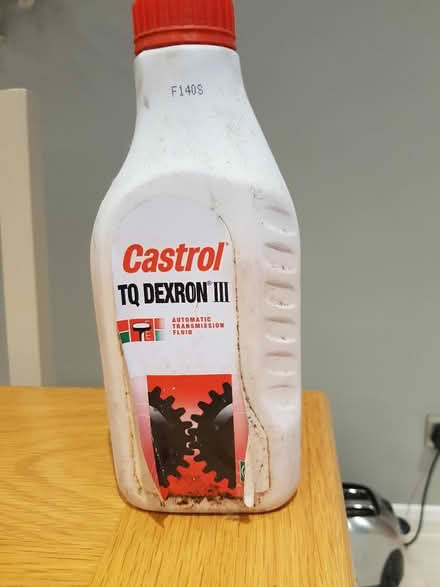 F140S
Castrol®
TQ DEXRON® III
AUTOMATIC
TRANSMISSION
FLUID